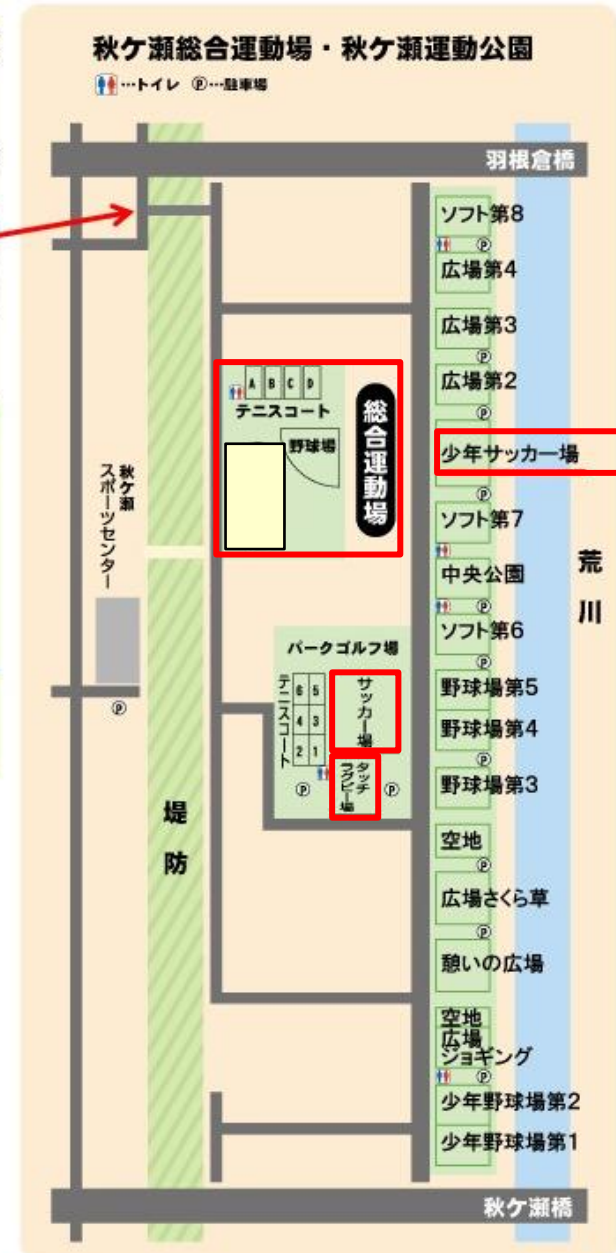 秋ケ瀬総合運動場・秋ケ瀬運動公園
…トイレ Ⓟ…駐車場
羽根倉橋
ソフト第8
Ⓟ
広場第4
広場第3
Ⓟ
広場第2
Ⓟ
A B C D
テニスコート
野球場
総合運動場
少年サッカー場
Ⓟ
秋ケ瀬
スポーツセンター
Ⓟ
ソフト第7
中央公園
Ⓟ
ソフト第6
Ⓟ
荒川
パークゴルフ場
テニスコート
6 5
4 3
2 1
サッカー場
タッチ
ラグビー場
Ⓟ
Ⓟ
野球場第5
野球場第4
Ⓟ
野球場第3
堤防
空地
Ⓟ
広場さくら草
Ⓟ
憩いの広場
空地
広場
ジョギング
Ⓟ
少年野球場第2
少年野球場第1
秋ケ瀬橋